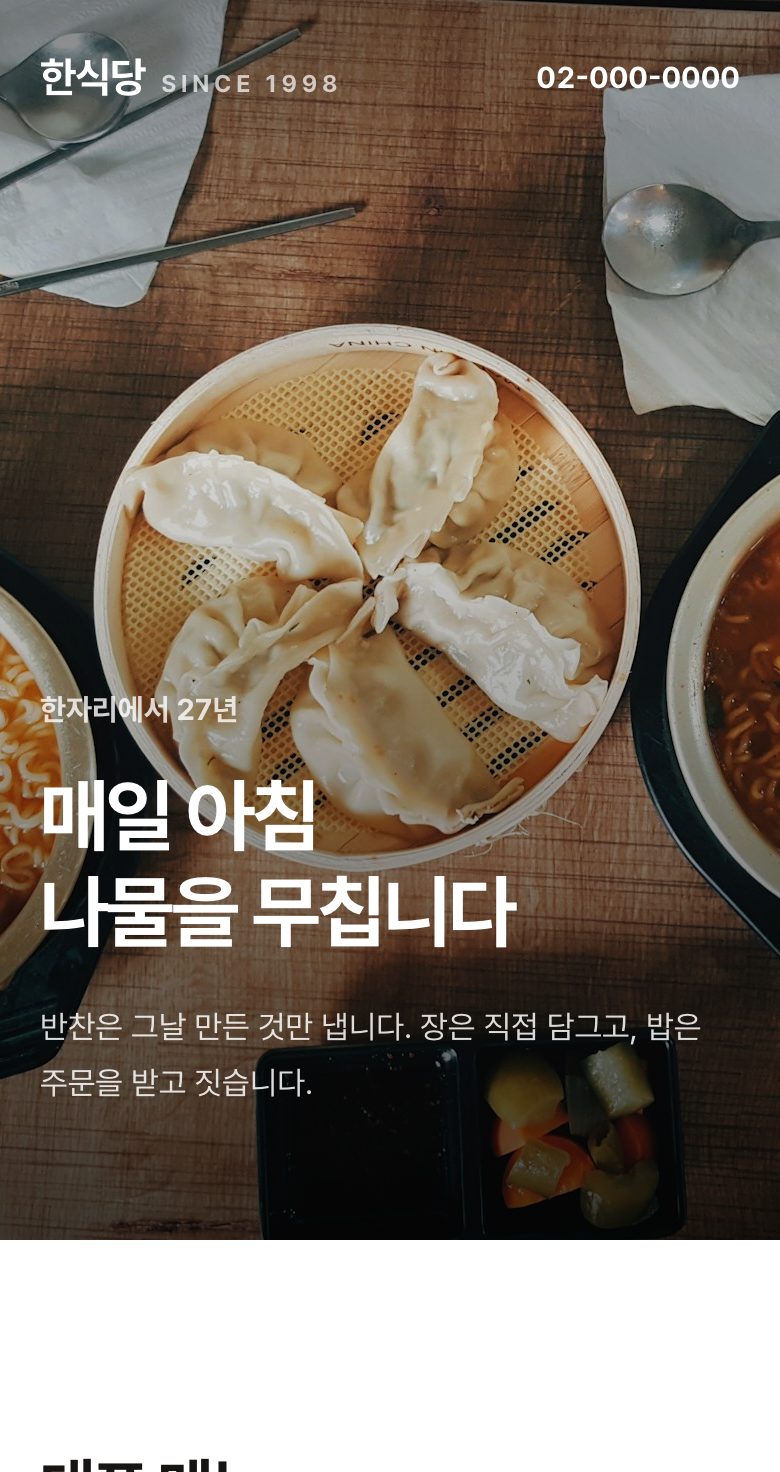 한식당 SINCE 1998
02-000-0000
IN CHINA
한자리에서 27년
매일 아침
나물을 무칩니다
반찬은 그날 만든 것만 냅니다. 장은 직접 담그고, 밥은
주문을 받고 짓습니다.